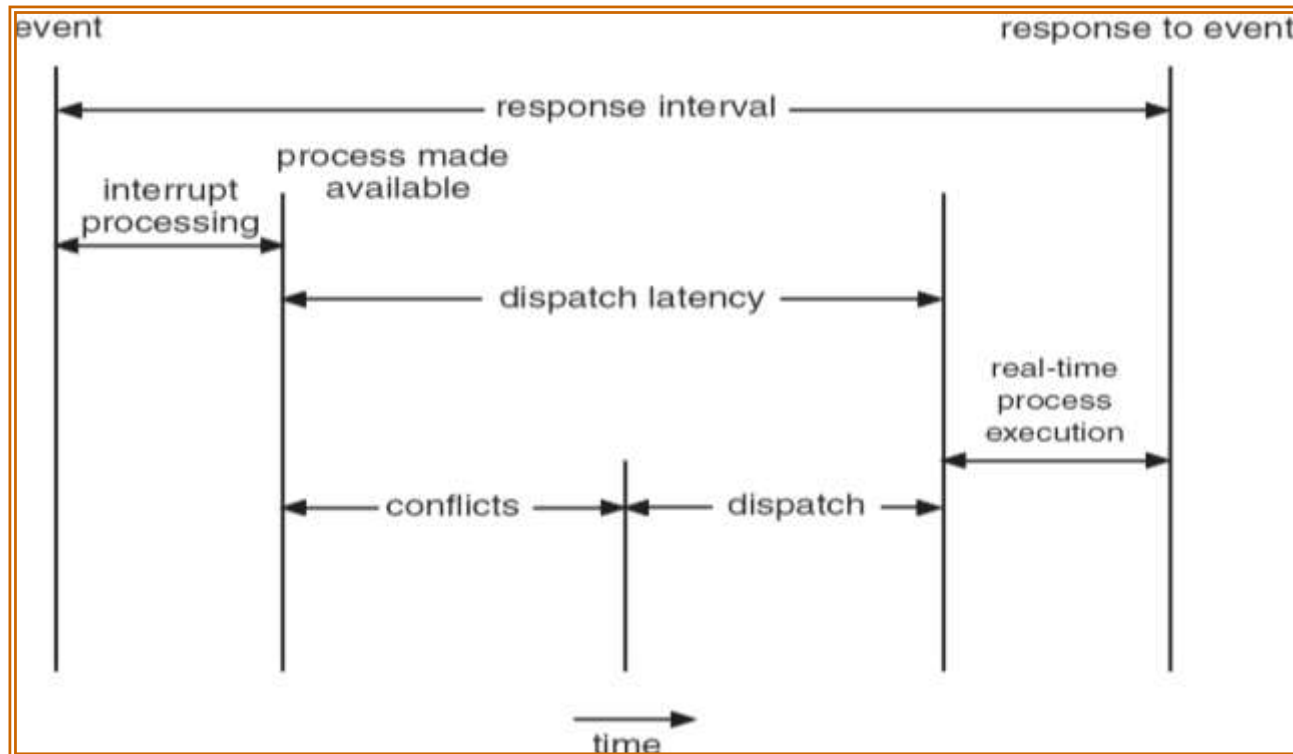 event
response to event
response interval
process made
available
interrupt
processing
dispatch latency
real-time
process
execution
conflicts
dispatch
time